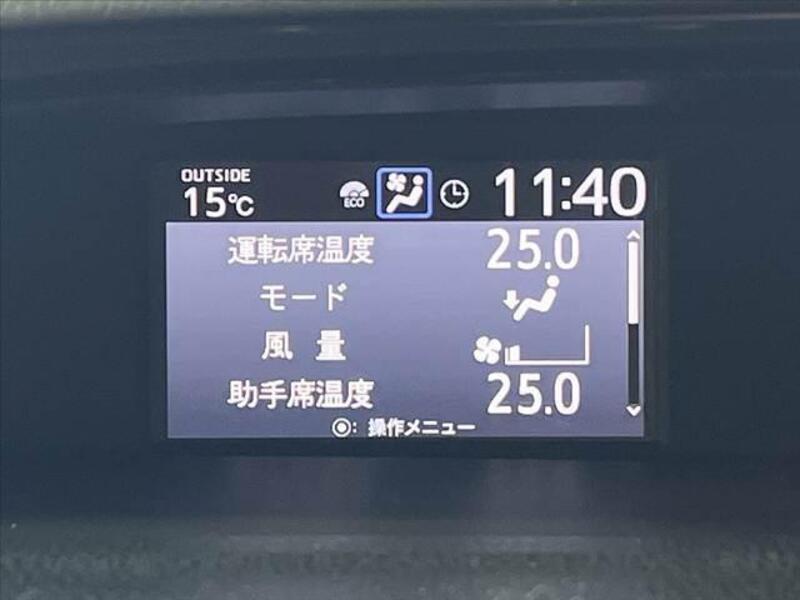 OUTSIDE
15℃ ECO 11:40
運転席温度 25.0
モード
風量
助手席温度 25.0
◉: 操作メニュー